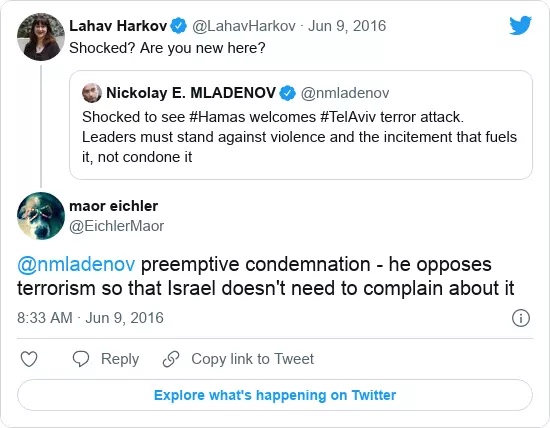 Lahav Harkov @LahavHarkov · Jun 9, 2016
Shocked? Are you new here?
Nickolay E. MLADENOV @nmladenov
Shocked to see #Hamas welcomes #TelAviv terror attack.
Leaders must stand against violence and the incitement that fuels
it, not condone it
maor eichler
@EichlerMaor
@nmladenov preemptive condemnation - he opposes
terrorism so that Israel doesn't need to complain about it
8:33 AM · Jun 9, 2016
Reply Copy link to Tweet
Explore what's happening on Twitter